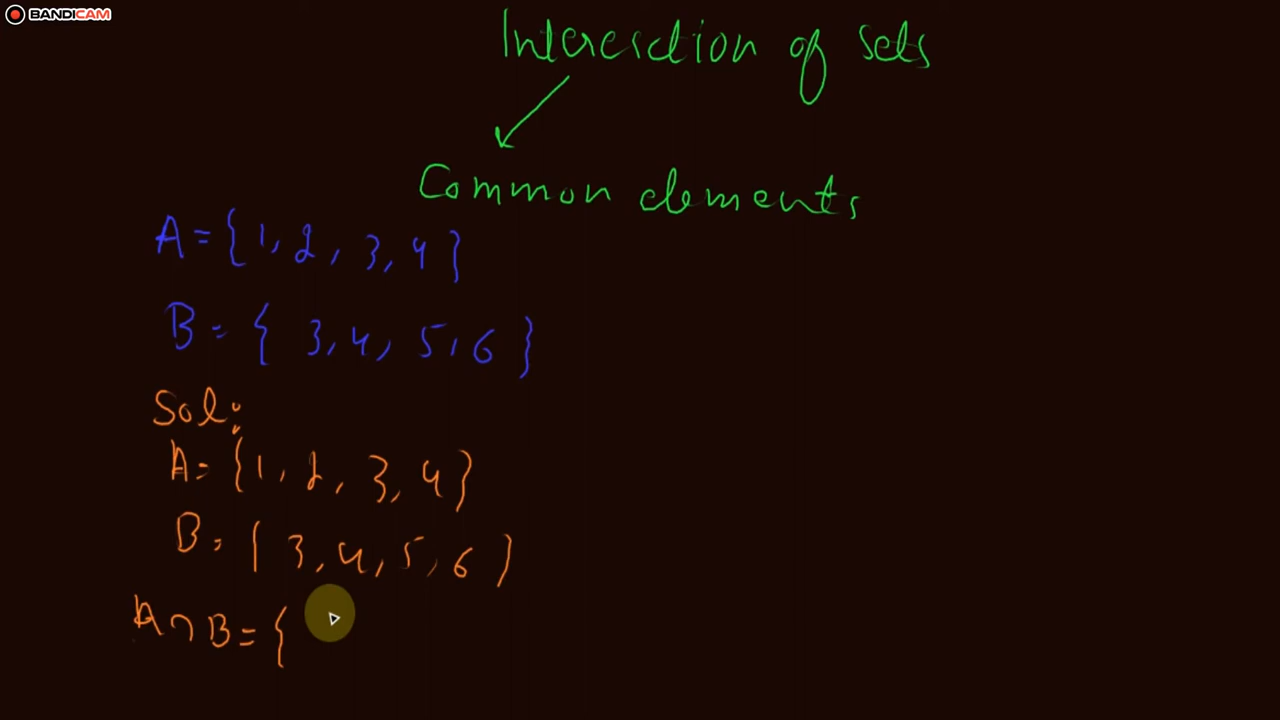 BANDICAM
Interesction of sets
Common elements
A={1, 2, 3, 4}
B={ 3, 4, 5, 6 }
Sol:
A={1, 2, 3, 4}
B={ 3, 4, 5, 6 }
A∩B={